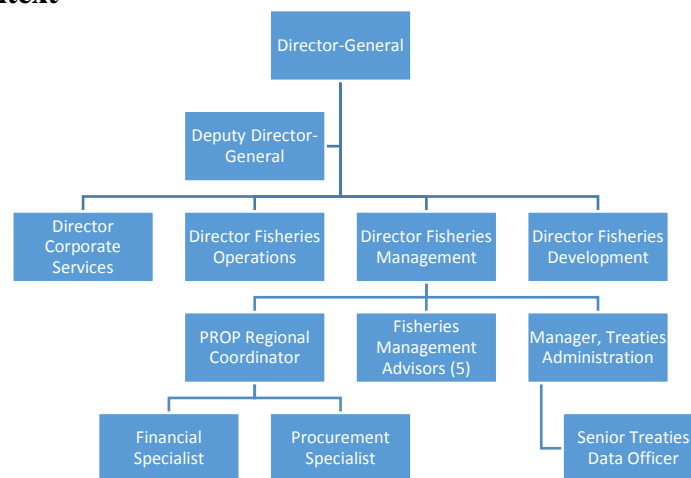 Director-General
Deputy Director-
General
Director
Corporate
Services
Director Fisheries
Operations
Director Fisheries
Management
Director Fisheries
Development
PROP Regional
Coordinator
Fisheries
Management
Advisors (5)
Manager, Treaties
Administration
Financial
Specialist
Procurement
Specialist
Senior Treaties
Data Officer